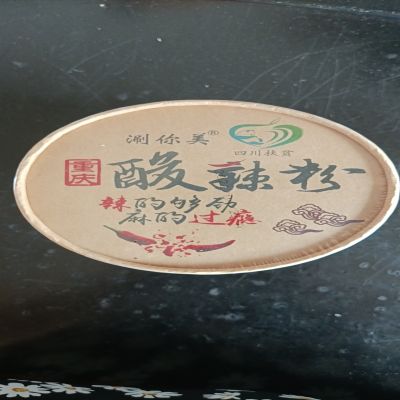 涮你美®
四川扶贫
重庆 酸辣粉
辣的够劲
麻的过瘾